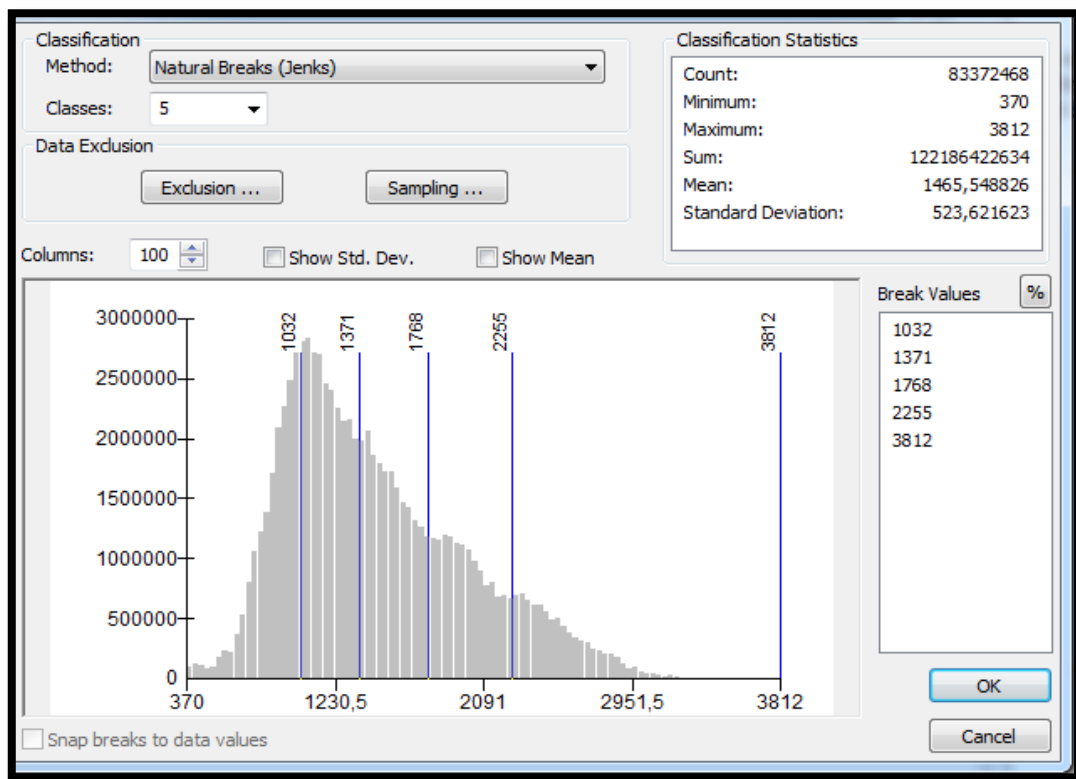 Classification
Method: Natural Breaks (Jenks)
Classes: 5
Data Exclusion
Exclusion ...
Sampling ...
Classification Statistics
Count: 83372468
Minimum: 370
Maximum: 3812
Sum: 122186422634
Mean: 1465,548826
Standard Deviation: 523,621623
Columns: 100
Show Std. Dev.
Show Mean
3000000
2500000
2000000
1500000
1000000
500000
0
1032
1371
1768
2255
3812
370
1230,5
2091
2951,5
3812
Break Values
%
1032
1371
1768
2255
3812
OK
Snap breaks to data values
Cancel